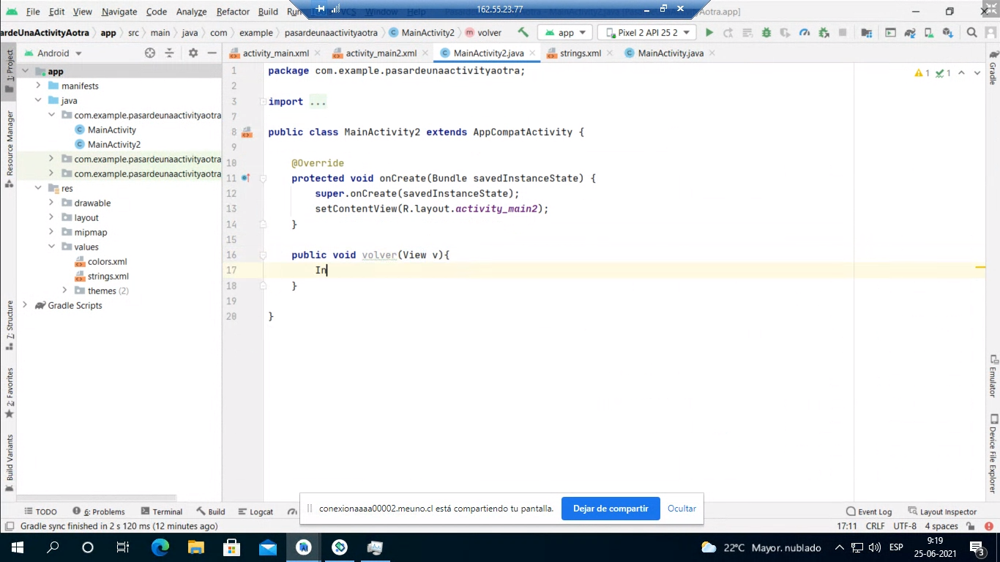 162.55.23.77
File Edit View Navigate Code Analyze Refactor Build Run VCS Window Help MainActivity2.java Aotra.app]
ardeUnaActivityAotra app src main java com example pasardeunaactivityaotra MainActivity2 volver app Pixel 2 API 25 2
1: Project
Resource Manager
7: Structure
2: Favorites
Build Variants
Android
app
manifests
java
com.example.pasardeunaactivityaotra
MainActivity
MainActivity2
com.example.pasardeunaactivityaotra
com.example.pasardeunaactivityaotra
res
drawable
layout
mipmap
values
colors.xml
strings.xml
themes (2)
Gradle Scripts
activity_main.xml activity_main2.xml MainActivity2.java strings.xml MainActivity.java
1 package com.example.pasardeunaactivityaotra;
2
3 import ...
7
8 public class MainActivity2 extends AppCompatActivity {
9
10 @Override
11 protected void onCreate(Bundle savedInstanceState) {
12 super.onCreate(savedInstanceState);
13 setContentView(R.layout.activity_main2);
14 }
15
16 public void volver(View v){
17 In
18 }
19
20 }
1 1
Gradle
Emulator
Device File Explorer
conexionaaaa00002.meuno.cl está compartiendo tu pantalla. Dejar de compartir Ocultar
TODO 6: Problems Terminal Build Logcat Event Log Layout Inspector
Gradle sync finished in 2 s 120 ms (12 minutes ago) 17:11 CRLF UTF-8 4 spaces
22°C Mayor. nublado ESP 9:19
25-06-2021 3